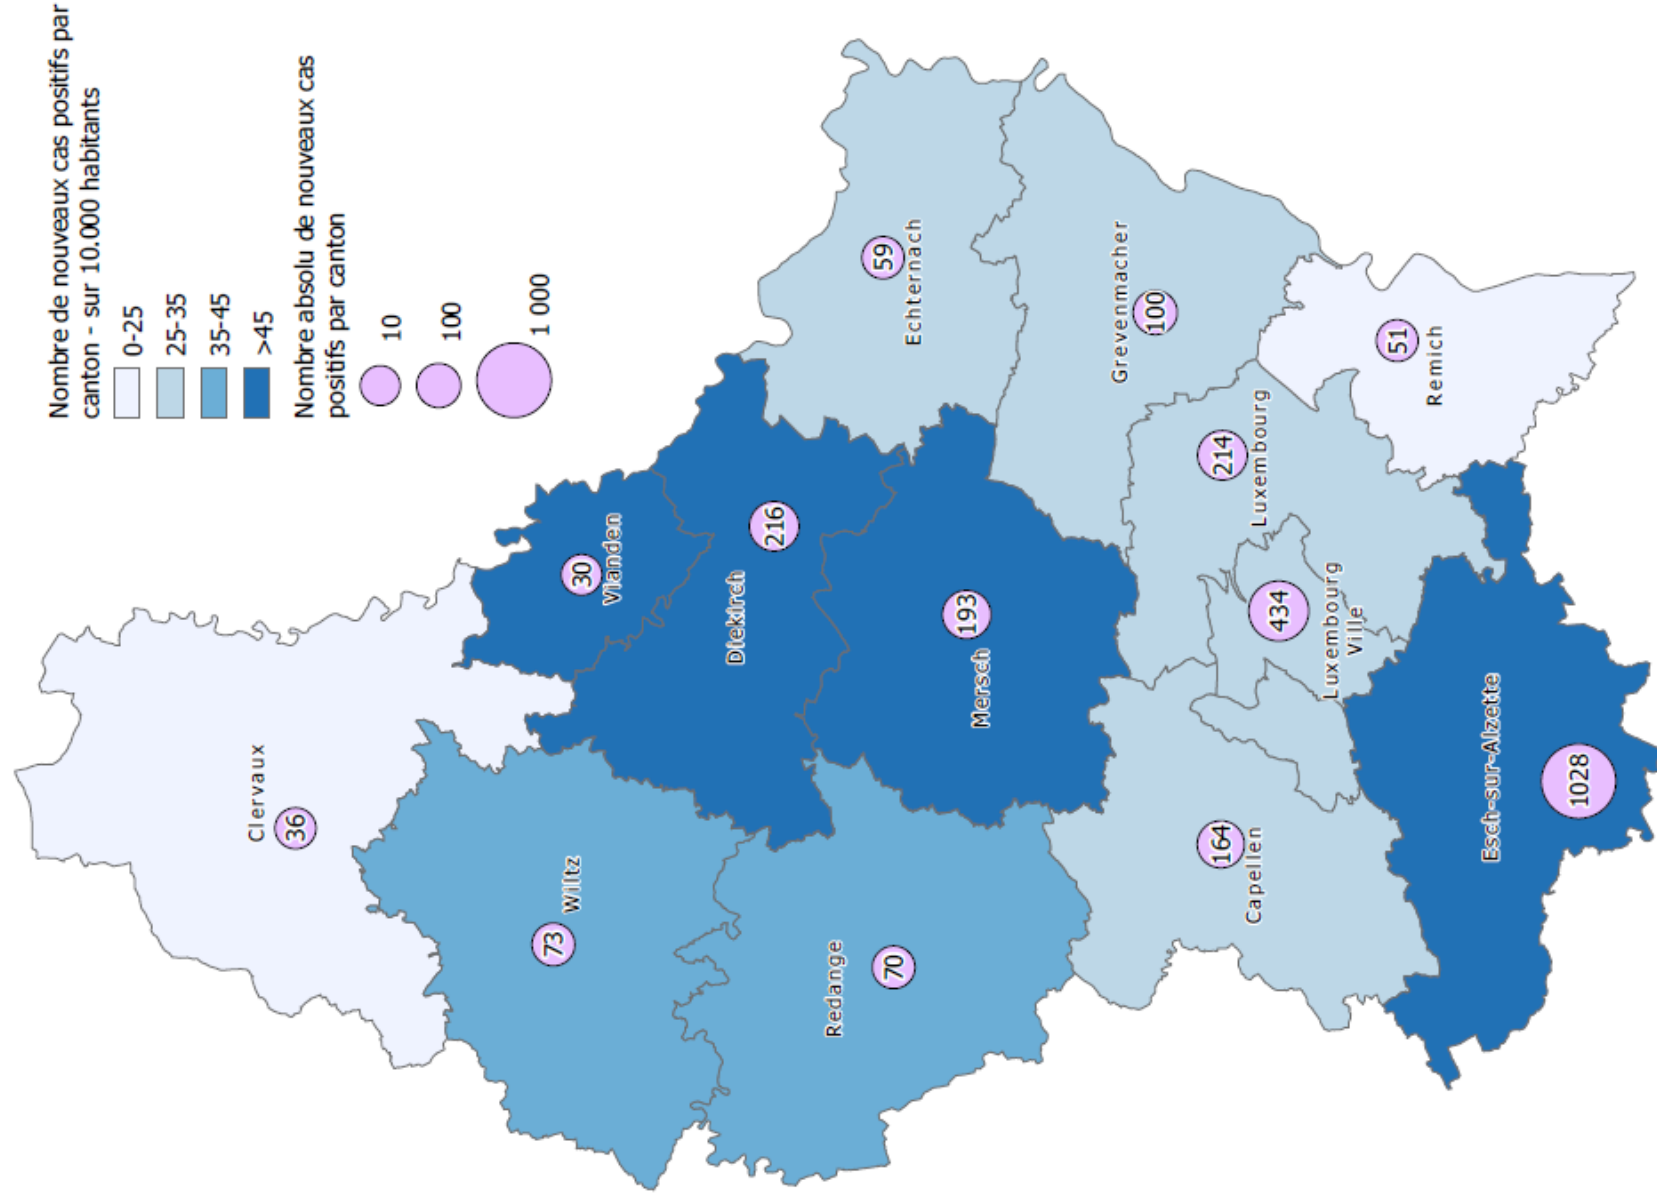 Nombre de nouveaux cas positifs par
canton - sur 10.000 habitants
0-25
25-35
35-45
>45
Nombre absolu de nouveaux cas
positifs par canton
10
100
1 000
Clervaux
36
73
Wiltz
30
Vianden
Diekirch
216
Redange
70
Mersch
193
59
Echternach
Grevenmacher
100
164
Capellen
214
Luxembourg
434
Luxembourg
Ville
51
Remich
Esch-sur-Alzette
1028